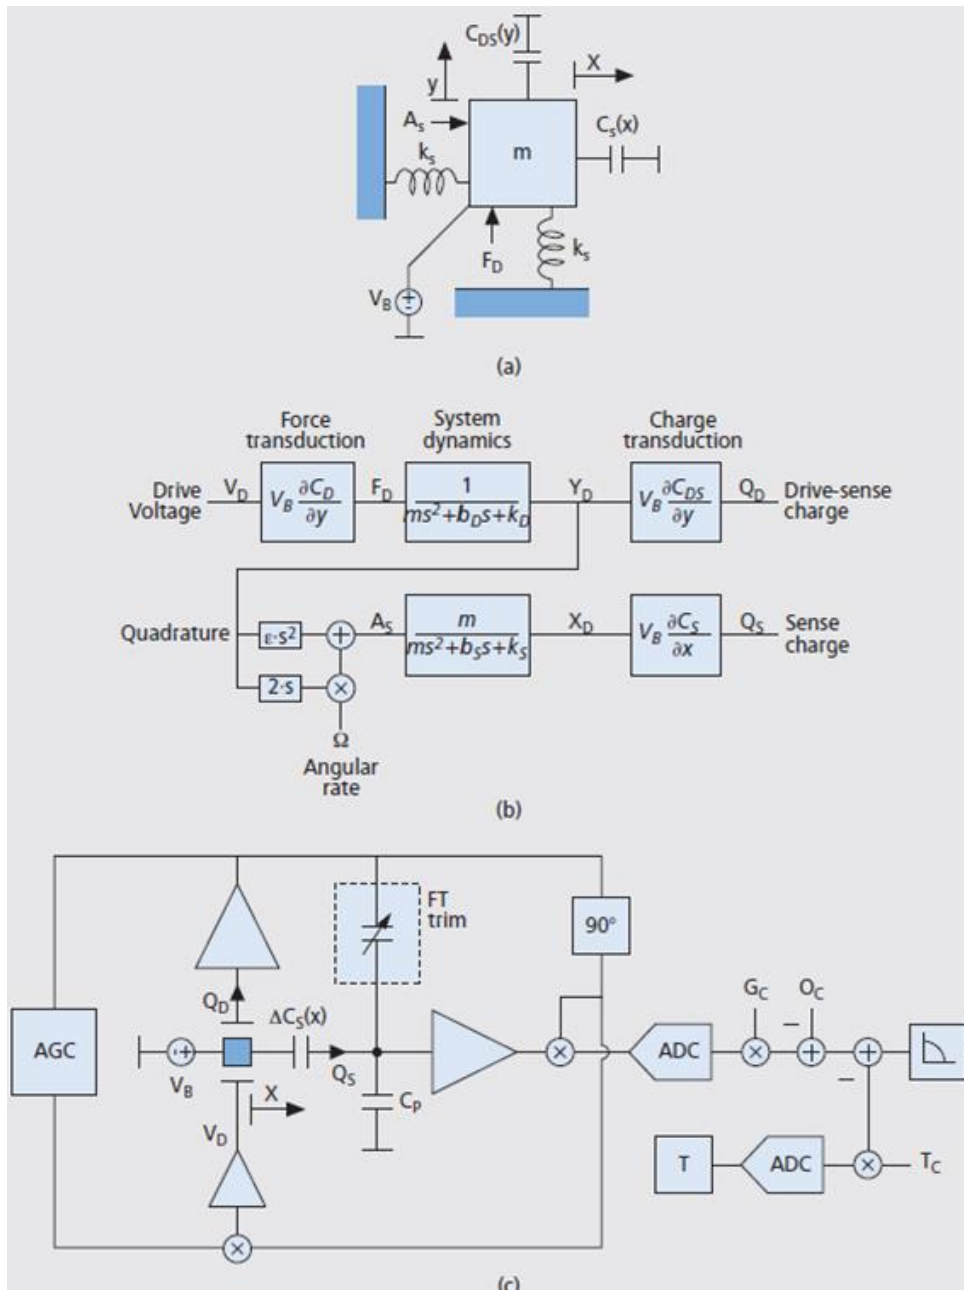 C_DS(y)
X
y
A_s
C_s(x)
k_s
m
F_D
k_s
V_B
+
−
(a)
Force
transduction
System
dynamics
Charge
transduction
Drive
Voltage
V_D
V_B ∂C_D/∂y
F_D
1/(ms²+b_Ds+k_D)
Y_D
V_B ∂C_DS/∂y
Q_D
Drive-sense
charge
Quadrature
ε·s²
+
A_S
m/(ms²+b_Ss+k_S)
X_D
V_B ∂C_S/∂x
Q_S
Sense
charge
2·s
×
Ω
Angular
rate
(b)
FT
trim
90°
Q_D
ΔC_S(x)
G_C
−
O_C
AGC
V_B
Q_S
×
ADC
×
+
+
X
C_P
−
V_D
T
ADC
×
T_C
×
(c)